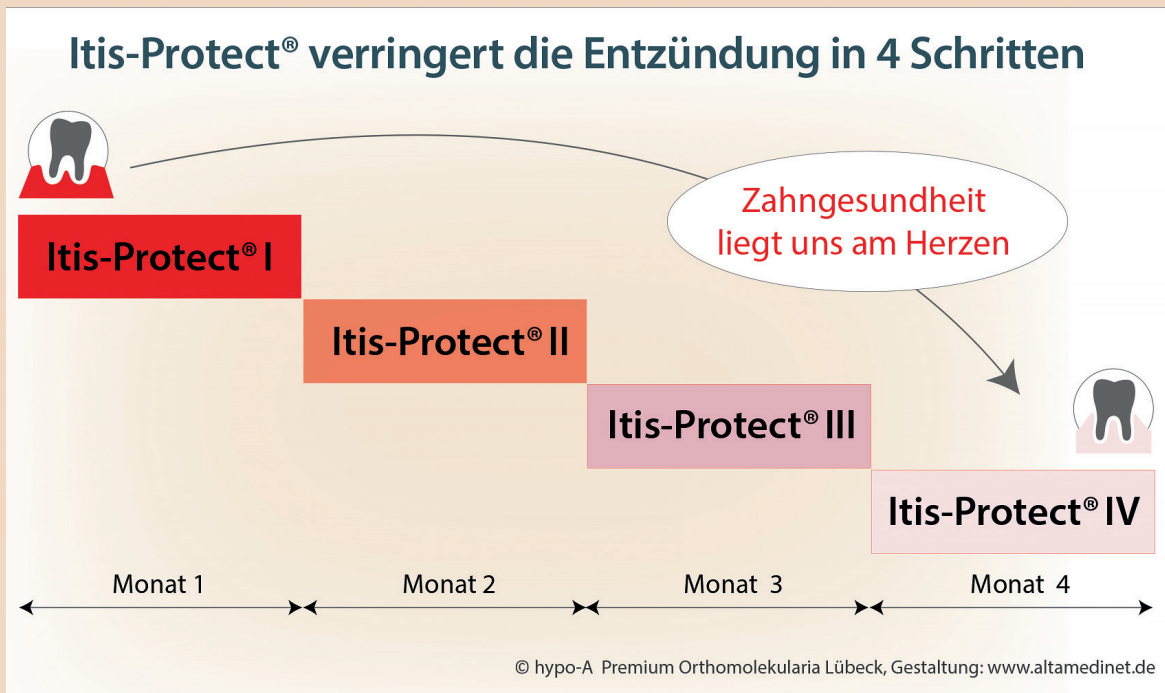 Itis-Protect® verringert die Entzündung in 4 Schritten
Zahngesundheit
liegt uns am Herzen
Itis-Protect® I
Itis-Protect® II
Itis-Protect® III
Itis-Protect® IV
Monat 1
Monat 2
Monat 3
Monat 4
© hypo-A Premium Orthomolekularia Lübeck, Gestaltung: www.altamedinet.de